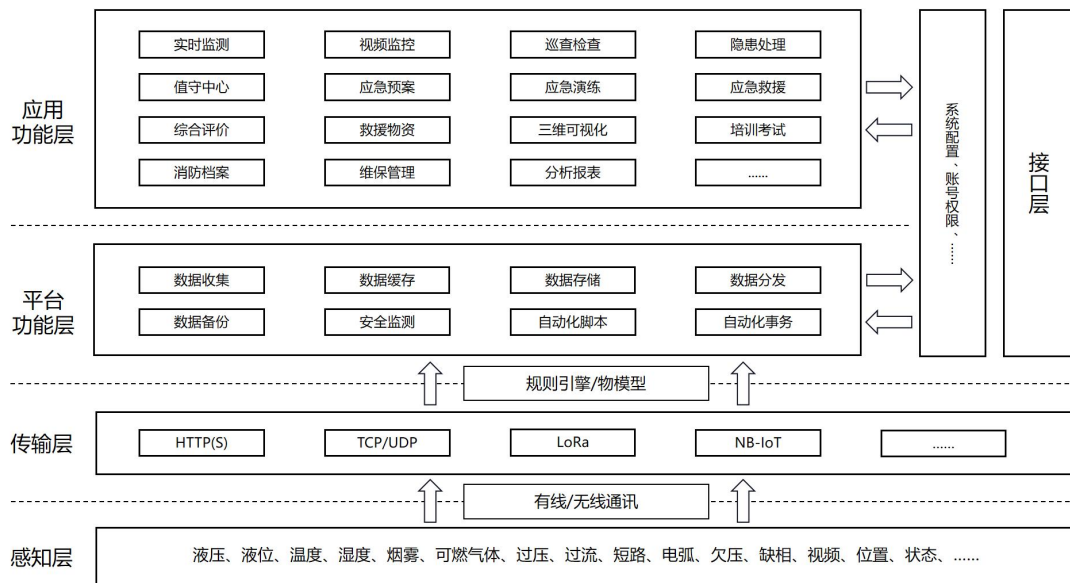 应用
功能层
实时监测
视频监控
巡查检查
隐患处理
值守中心
应急预案
应急演练
应急救援
综合评价
救援物资
三维可视化
培训考试
消防档案
维保管理
分析报表
......
系统配置、账号权限、......
接口层
平台
功能层
数据收集
数据缓存
数据存储
数据分发
数据备份
安全监测
自动化脚本
自动化事务
规则引擎/物模型
传输层
HTTP(S)
TCP/UDP
LoRa
NB-IoT
......
有线/无线通讯
感知层
液压、液位、温度、湿度、烟雾、可燃气体、过压、过流、短路、电弧、欠压、缺相、视频、位置、状态、......